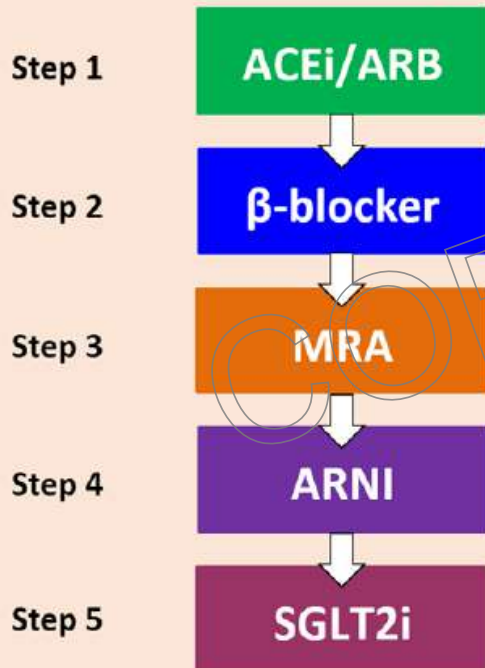 Step 1 ACEi/ARB
Step 2 β-blocker
Step 3 MRA
Step 4 ARNI
Step 5 SGLT2i